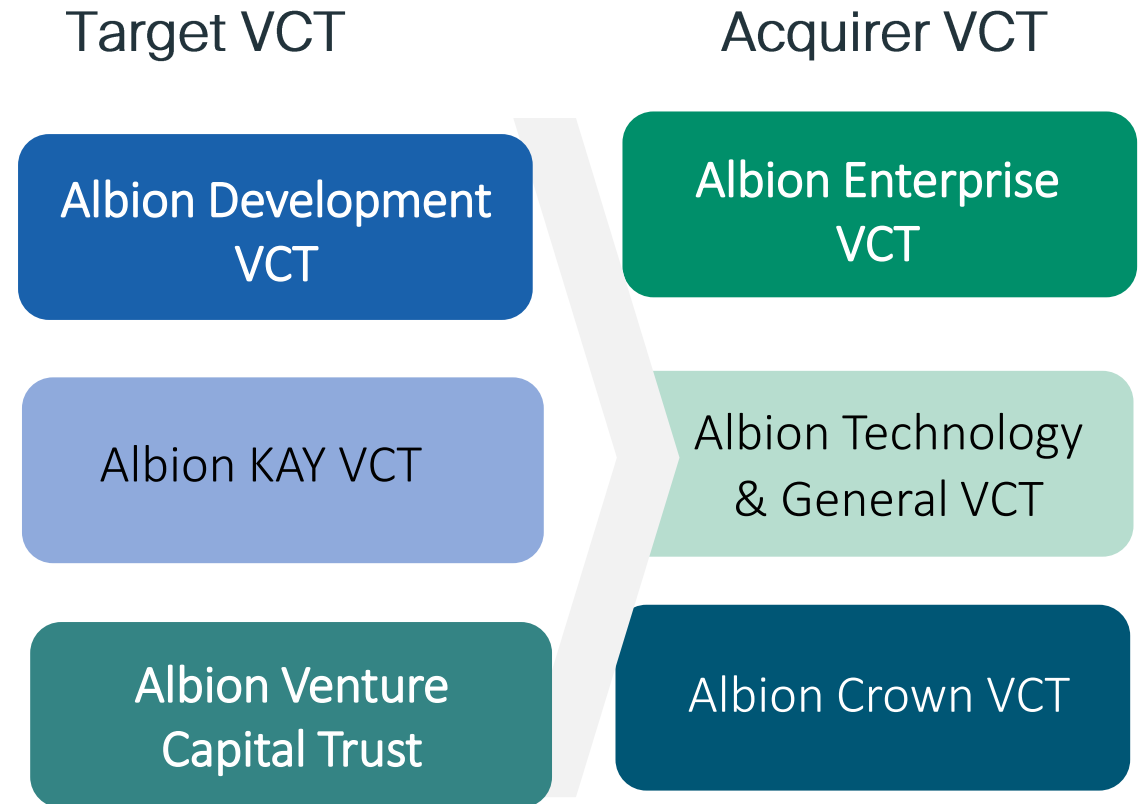 Target VCT
Acquirer VCT
Albion Development
VCT
Albion Enterprise
VCT
Albion KAY VCT
Albion Technology
& General VCT
Albion Venture
Capital Trust
Albion Crown VCT